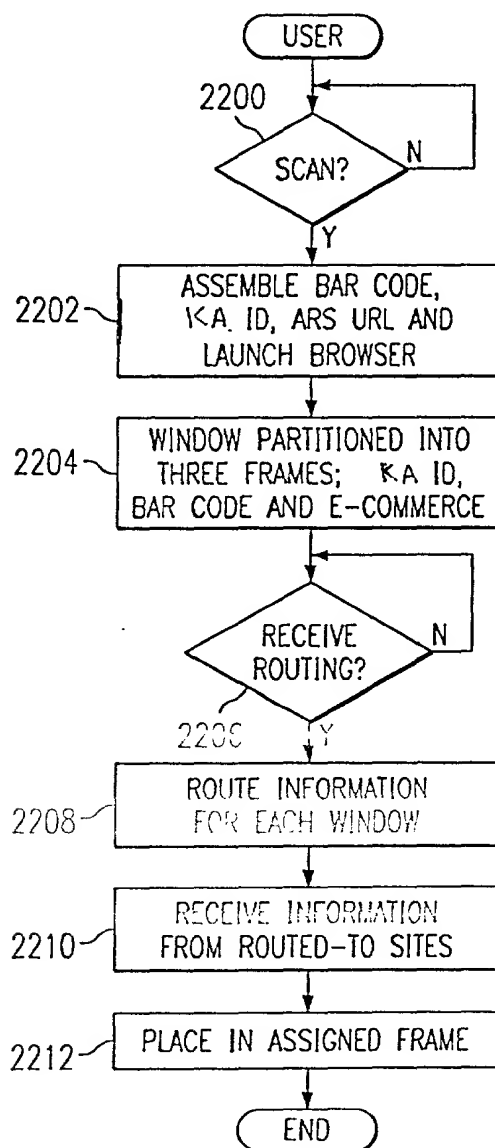 USER
2200
SCAN?
N
Y
2202
ASSEMBLE BAR CODE,
KA. ID, ARS URL AND
LAUNCH BROWSER
2204
WINDOW PARTITIONED INTO
THREE FRAMES; KA ID,
BAR CODE AND E-COMMERCE
RECEIVE
ROUTING?
N
2206
Y
2208
ROUTE INFORMATION
FOR EACH WINDOW
2210
RECEIVE INFORMATION
FROM ROUTED-TO SITES
2212
PLACE IN ASSIGNED FRAME
END